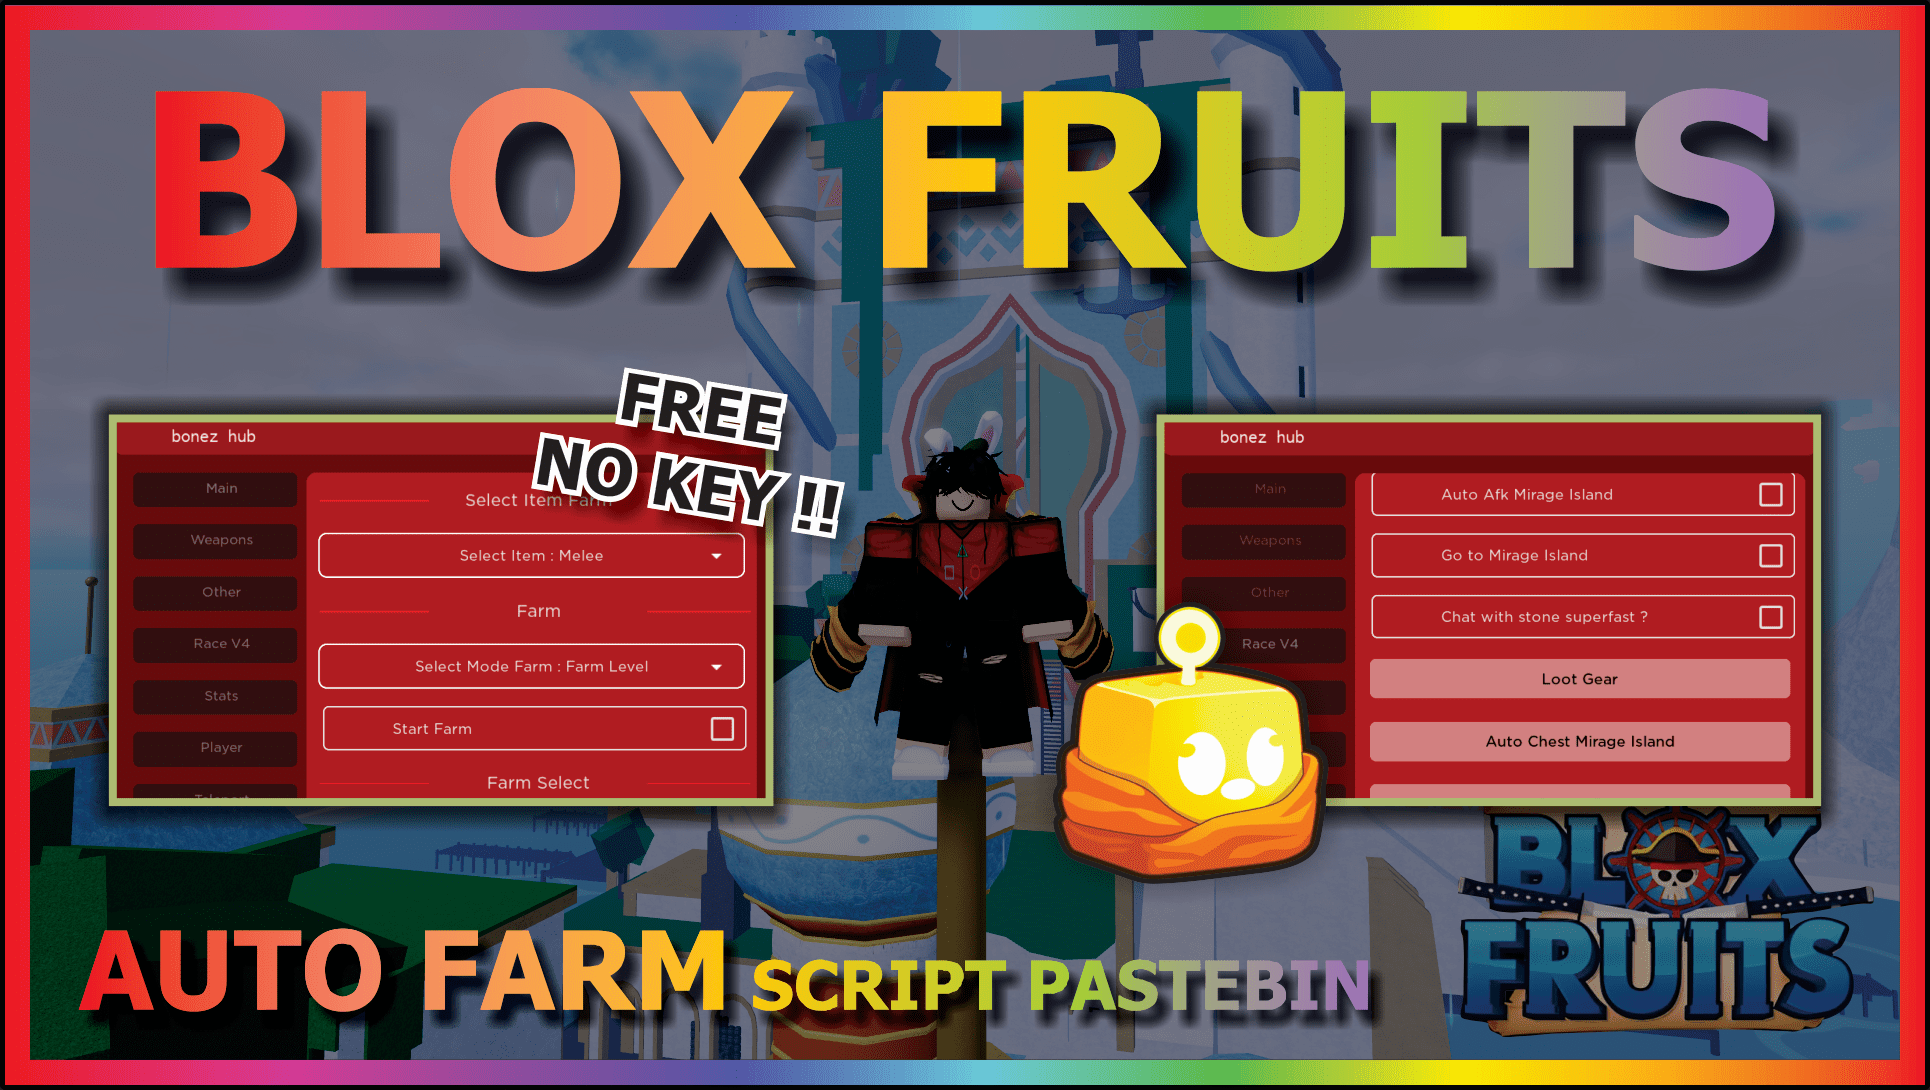 BLOX FRUITS
FREE
NO KEY !!
bonez hub
Main
Weapons
Other
Race V4
Stats
Player
Teleport
Select Item Farm
Select Item : Melee
Farm
Select Mode Farm : Farm Level
Start Farm
Farm Select
bonez hub
Main
Weapons
Other
Race V4
Auto Afk Mirage Island
Go to Mirage Island
Chat with stone superfast ?
Loot Gear
Auto Chest Mirage Island
BLOX
FRUITS
AUTO FARM SCRIPT PASTEBIN